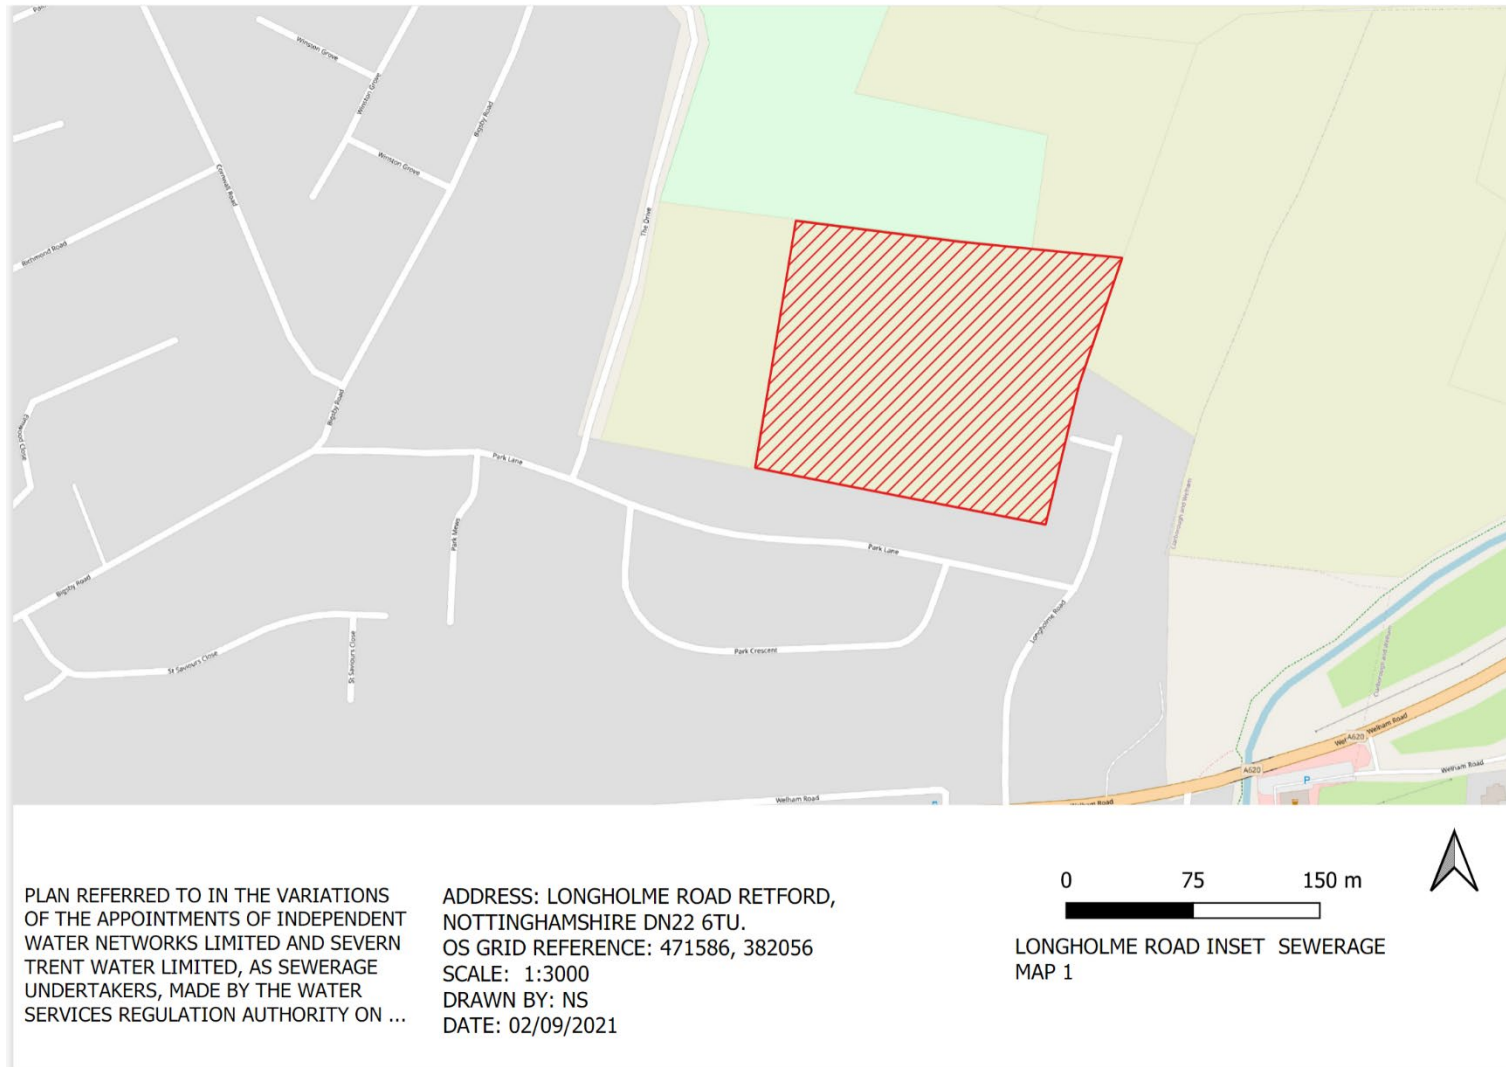 Winston Grove
Winston Grove
Bigsby Road
Winston Grove
Cornwall Road
Richmond Road
The Drive
Bigsby Road
Park Lane
Park Mews
Park Lane
Bigsby Road
Longholme Road
Park Crescent
St Saviours Close
St Saviours Close
Welham Road
A620
A620
Welham Road
P
Welham Road
Welham Road
PLAN REFERRED TO IN THE VARIATIONS
OF THE APPOINTMENTS OF INDEPENDENT
WATER NETWORKS LIMITED AND SEVERN
TRENT WATER LIMITED, AS SEWERAGE
UNDERTAKERS, MADE BY THE WATER
SERVICES REGULATION AUTHORITY ON ...
ADDRESS: LONGHOLME ROAD RETFORD,
NOTTINGHAMSHIRE DN22 6TU.
OS GRID REFERENCE: 471586, 382056
SCALE: 1:3000
DRAWN BY: NS
DATE: 02/09/2021
0 75 150 m
LONGHOLME ROAD INSET SEWERAGE
MAP 1